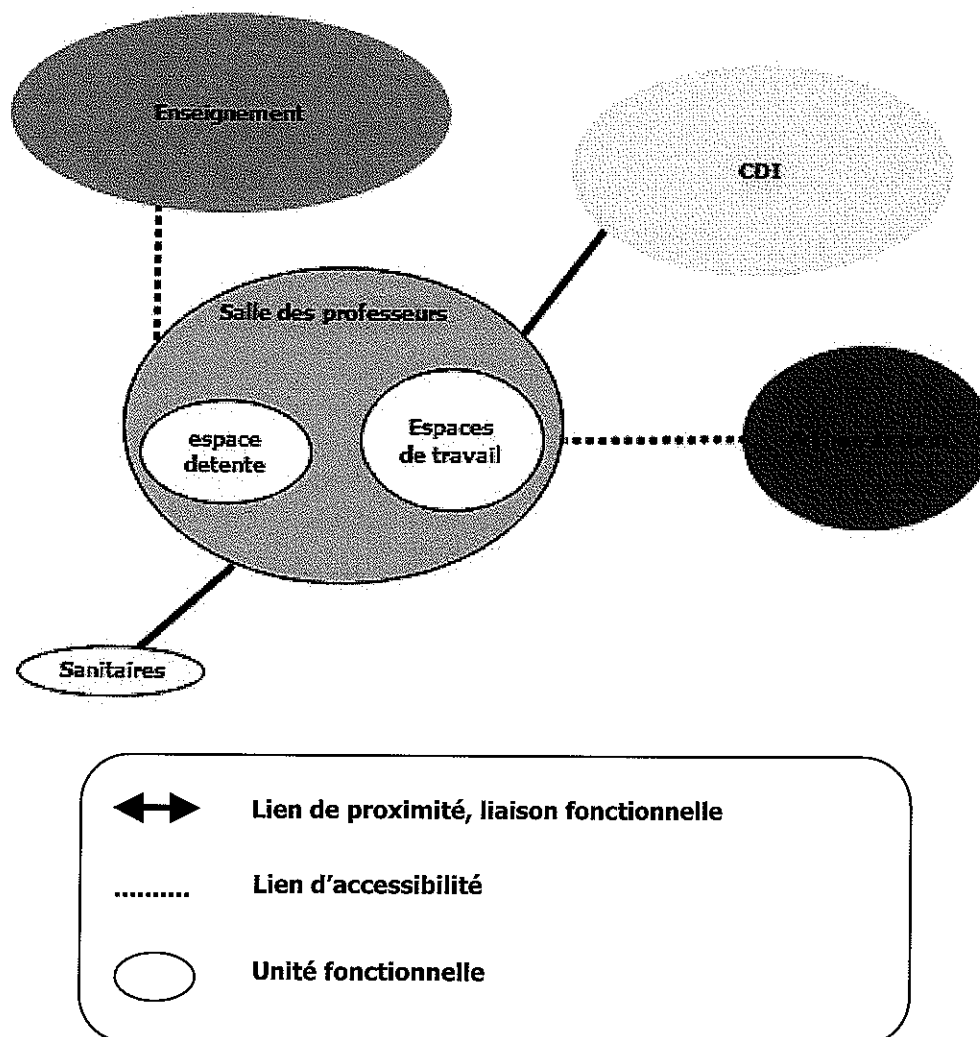 Enseignement
CDI
Salle des professeurs
espace
detente
Espaces
de travail
Sanitaires
Lien de proximité, liaison fonctionnelle
Lien d'accessibilité
Unité fonctionnelle